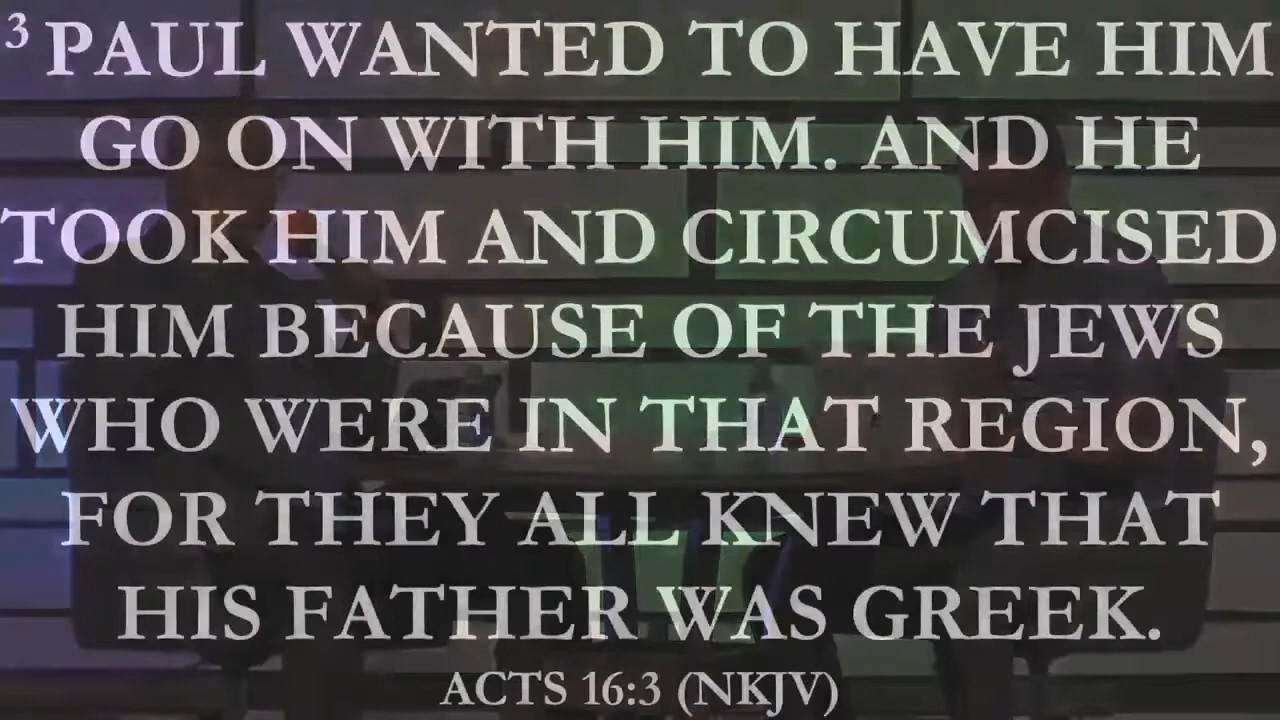 3 PAUL WANTED TO HAVE HIM
GO ON WITH HIM. AND HE
TOOK HIM AND CIRCUMCISED
HIM BECAUSE OF THE JEWS
WHO WERE IN THAT REGION,
FOR THEY ALL KNEW THAT
HIS FATHER WAS GREEK.
ACTS 16:3 (NKJV)